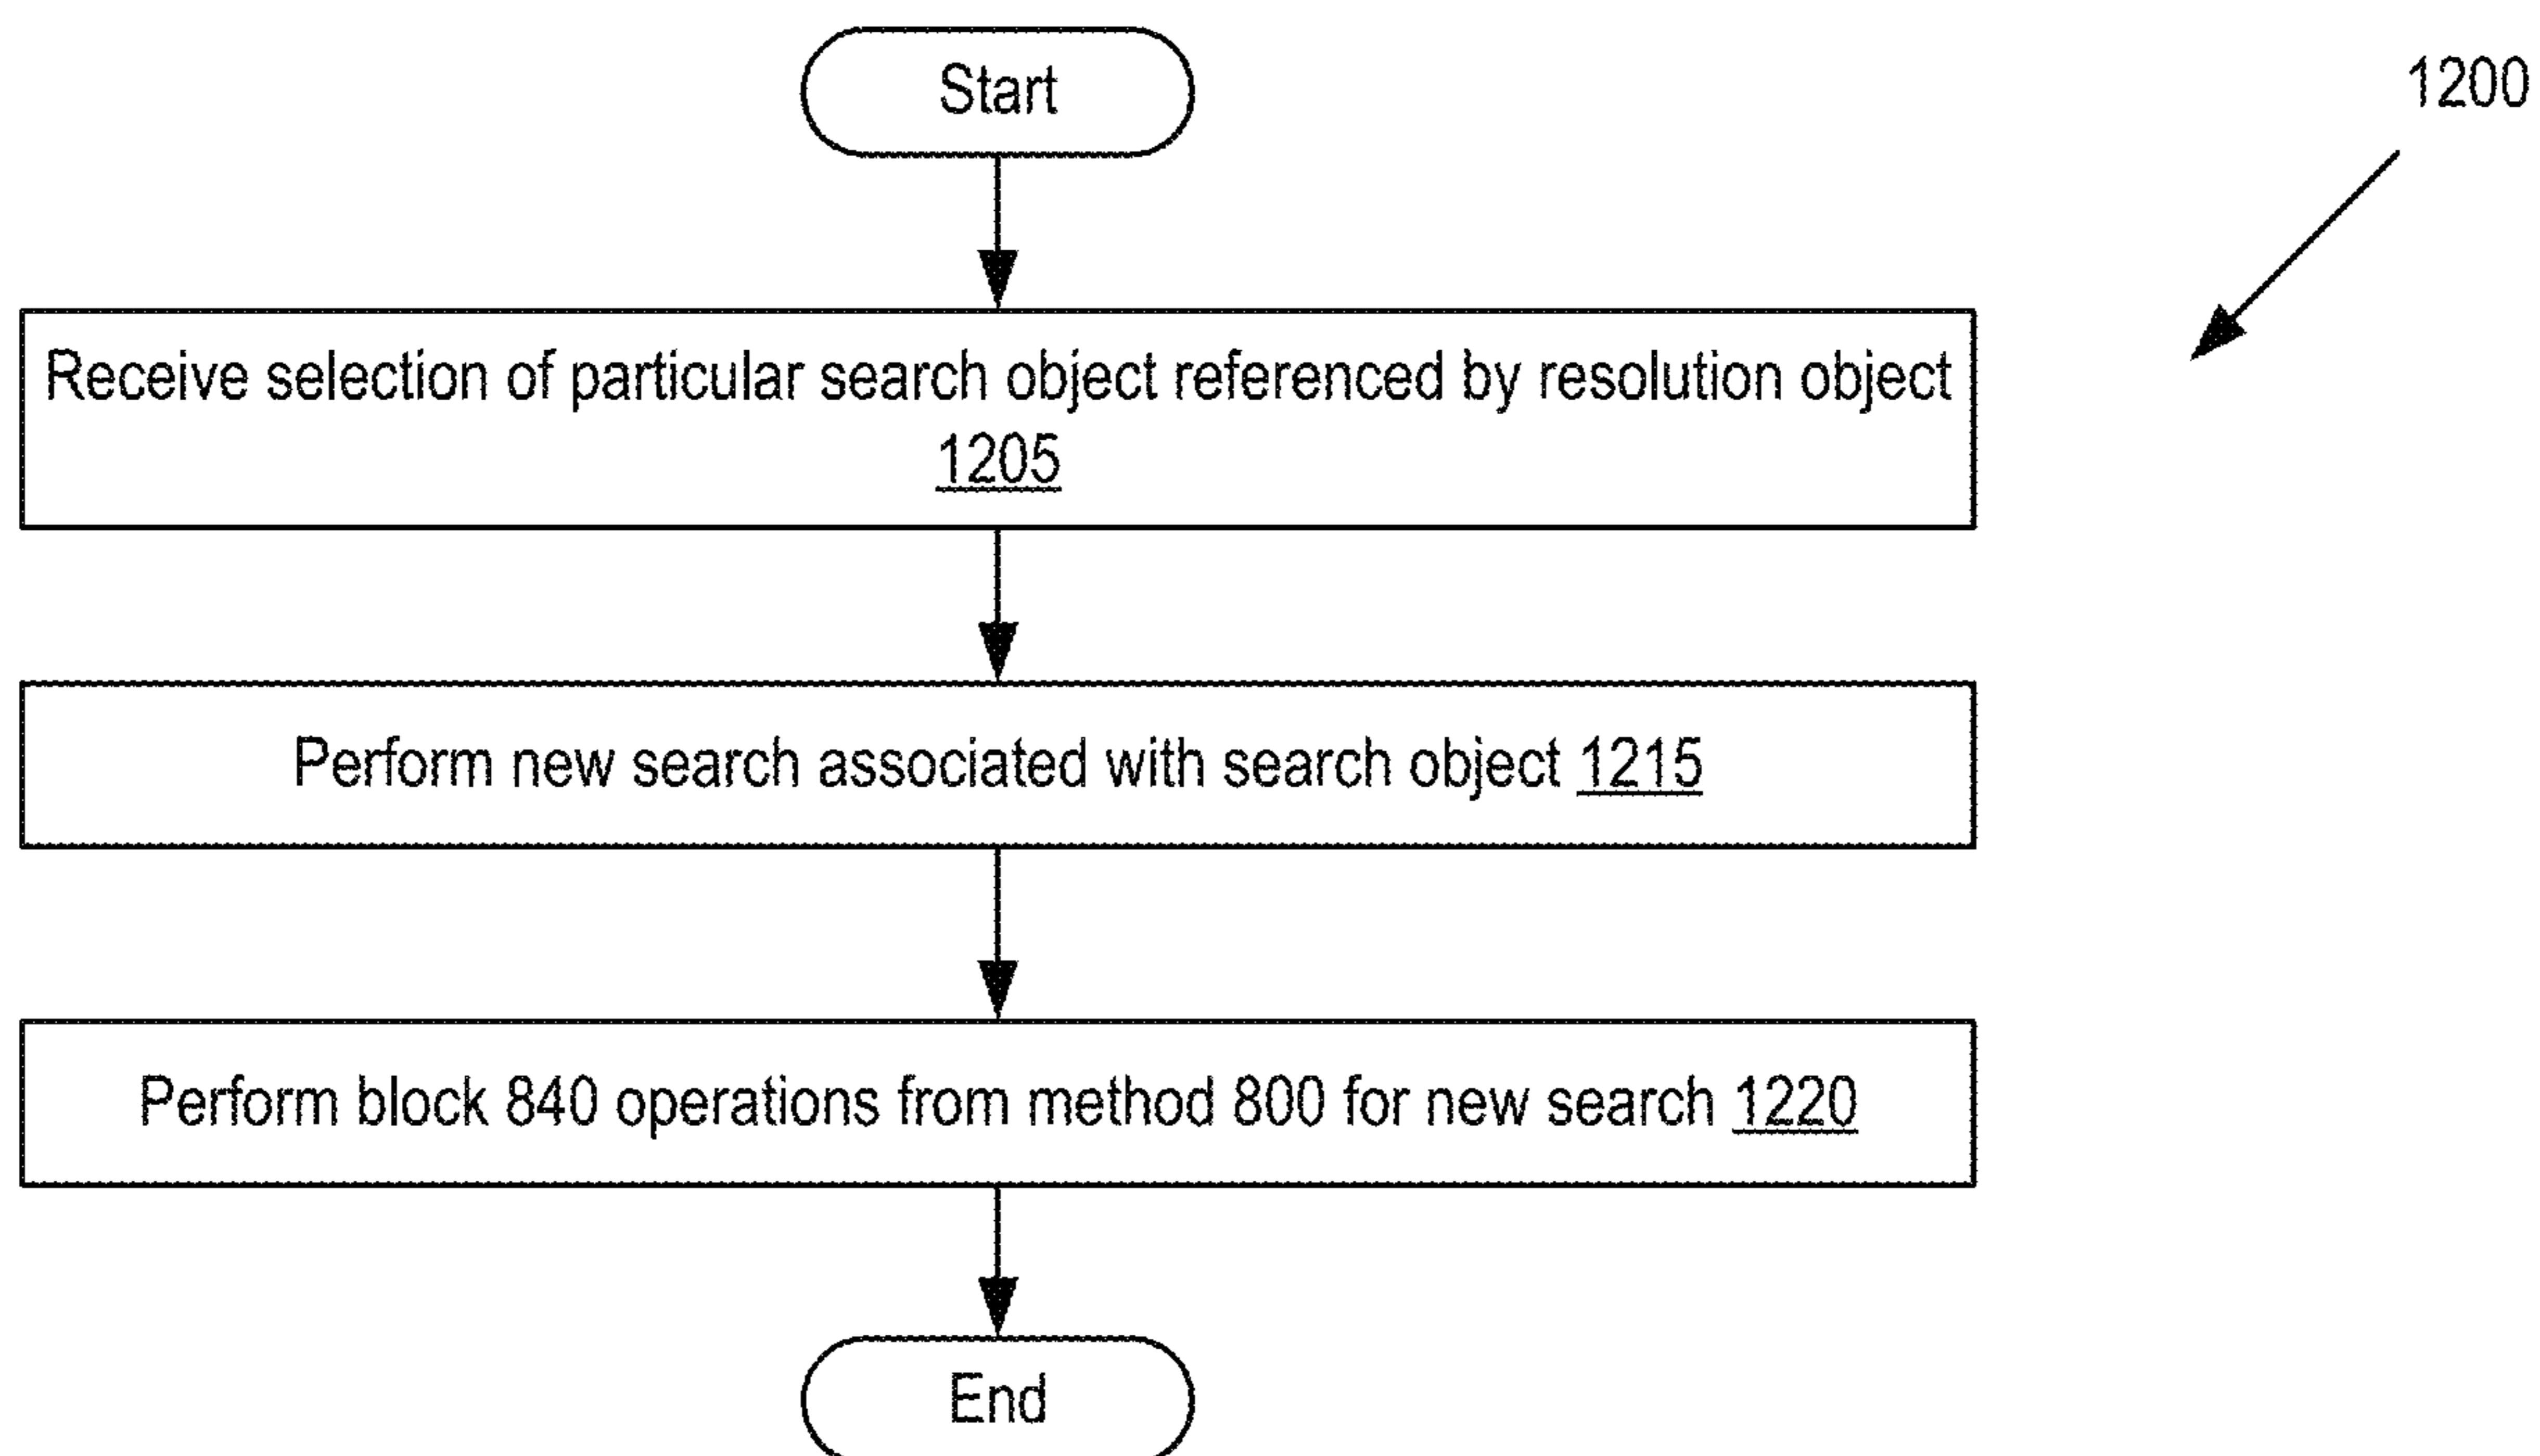 Start
1200
Receive selection of particular search object referenced by resolution object
1205
Perform new search associated with search object 1215
Perform block 840 operations from method 800 for new search 1220
End